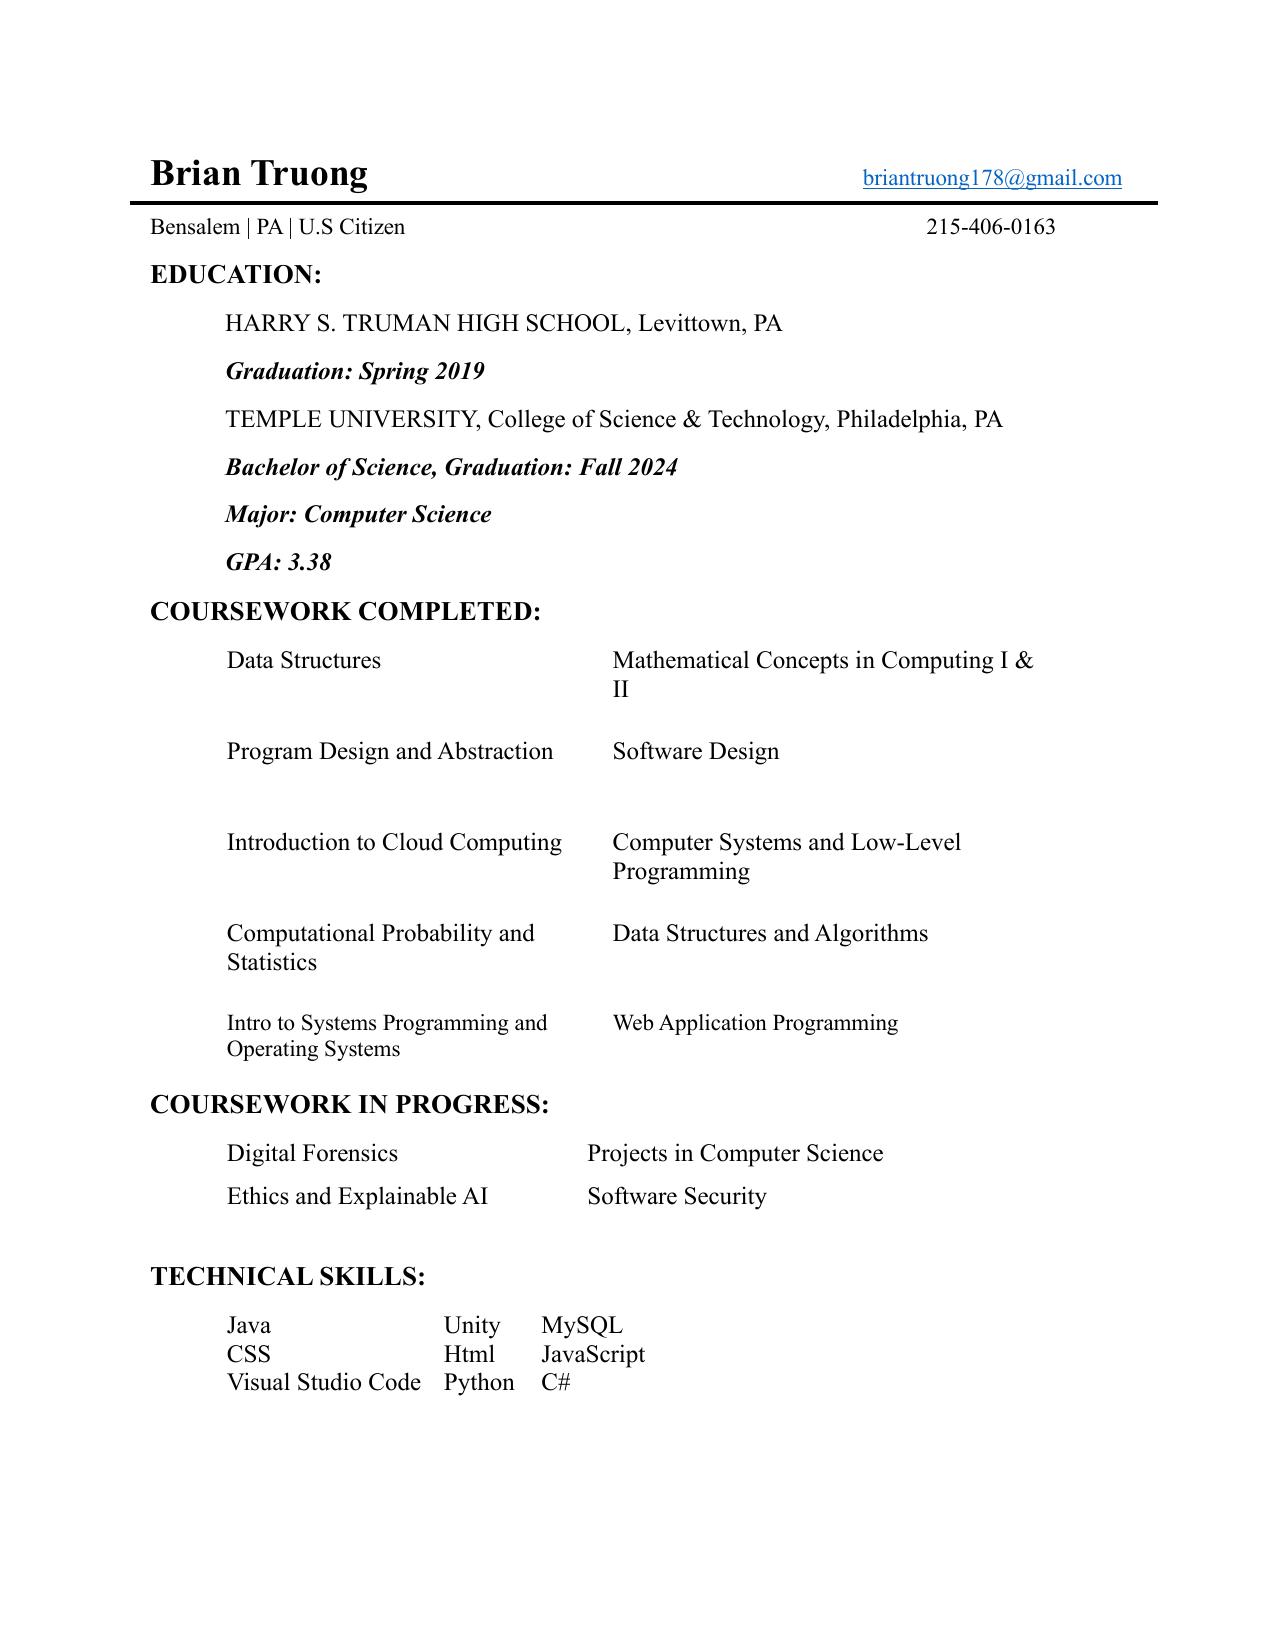 Brian Truong briantruong178@gmail.com
Bensalem | PA | U.S Citizen 215-406-0163
EDUCATION:
HARRY S. TRUMAN HIGH SCHOOL, Levittown, PA
Graduation: Spring 2019
TEMPLE UNIVERSITY, College of Science & Technology, Philadelphia, PA
Bachelor of Science, Graduation: Fall 2024
Major: Computer Science
GPA: 3.38
COURSEWORK COMPLETED:
Data Structures Mathematical Concepts in Computing I &
II
Program Design and Abstraction Software Design
Introduction to Cloud Computing Computer Systems and Low-Level
Programming
Computational Probability and Data Structures and Algorithms
Statistics
Intro to Systems Programming and Web Application Programming
Operating Systems
COURSEWORK IN PROGRESS:
Digital Forensics Projects in Computer Science
Ethics and Explainable AI Software Security
TECHNICAL SKILLS:
Java Unity MySQL
CSS Html JavaScript
Visual Studio Code Python C#